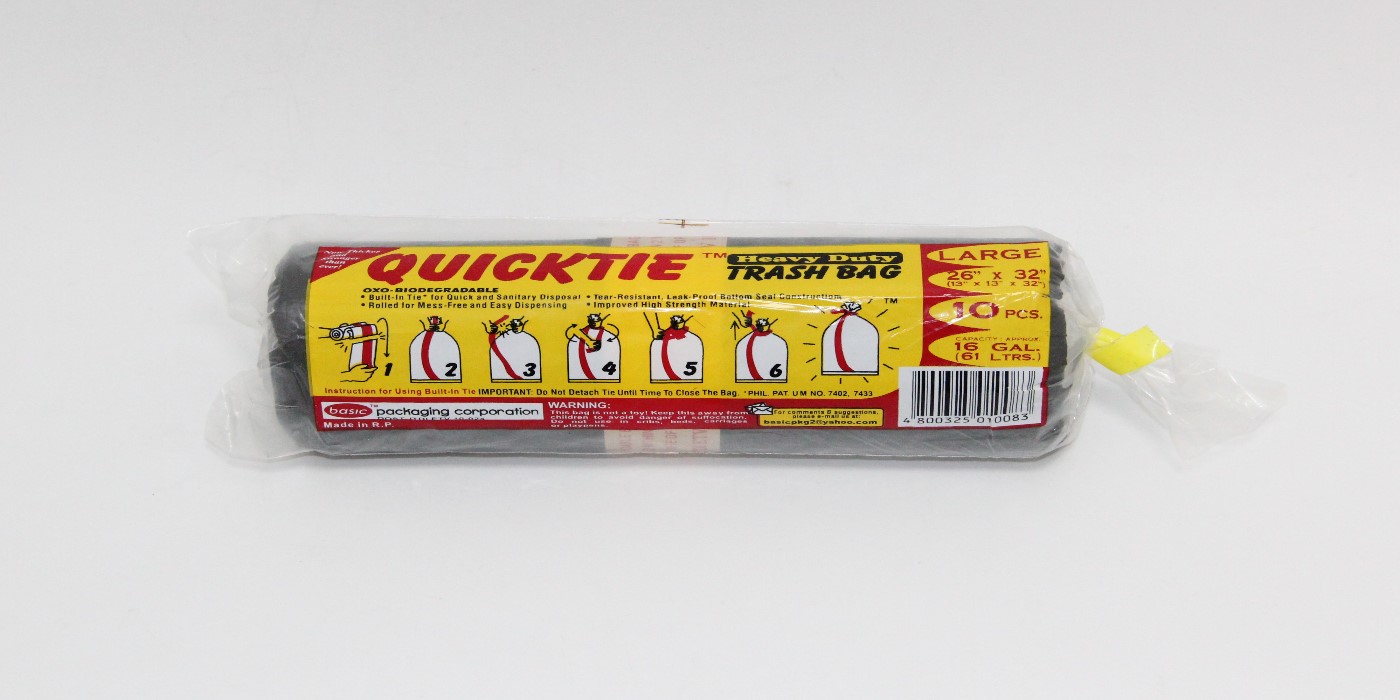 Now Thicker
and
stronger
than
ever!
QUICKTIE ™
Heavy Duty
TRASH BAG
OXO-BIODEGRADABLE
• Built-In Tie* for Quick and Sanitary Disposal • Tear-Resistant, Leak-Proof Bottom Seal Construction
• Rolled for Mess-Free and Easy Dispensing • Improved High Strength Material
LARGE
26" x 32"
(13" x 13" x 32")
10 PCS.
CAPACITY: APPROX.
16 GAL.
(61 LTRS.)
1 2 3 4 5 6 ™
Instruction for Using Built-In Tie IMPORTANT: Do Not Detach Tie Until Time To Close The Bag. *PHIL. PAT. U M NO. 7402, 7433
basic ™ packaging corporation
Made in R.P.
WARNING:
This bag is not a toy! Keep this away from
children to avoid danger of suffocation.
Do not use in cribs, beds, carriages
or playpens.
For comments & suggestions,
please e-mail us at:
basicpkg2@yahoo.com
4 800325 010083